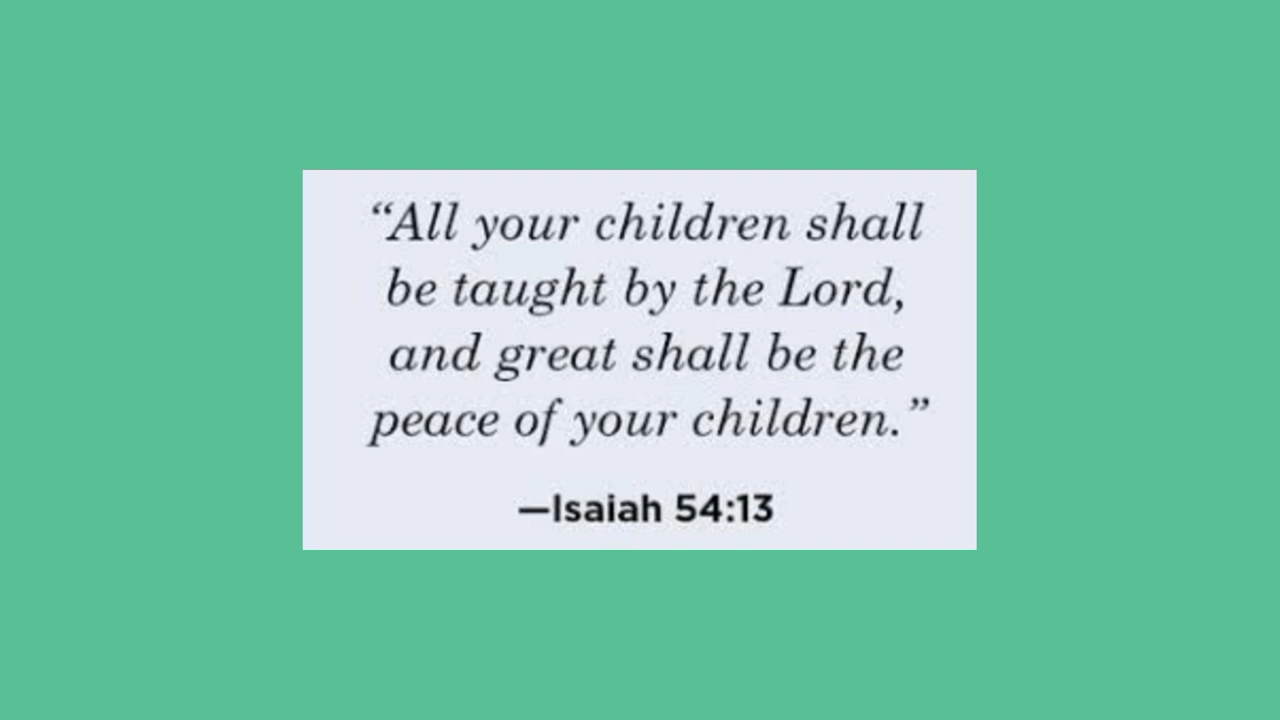 “All your children shall
be taught by the Lord,
and great shall be the
peace of your children.”
—Isaiah 54:13